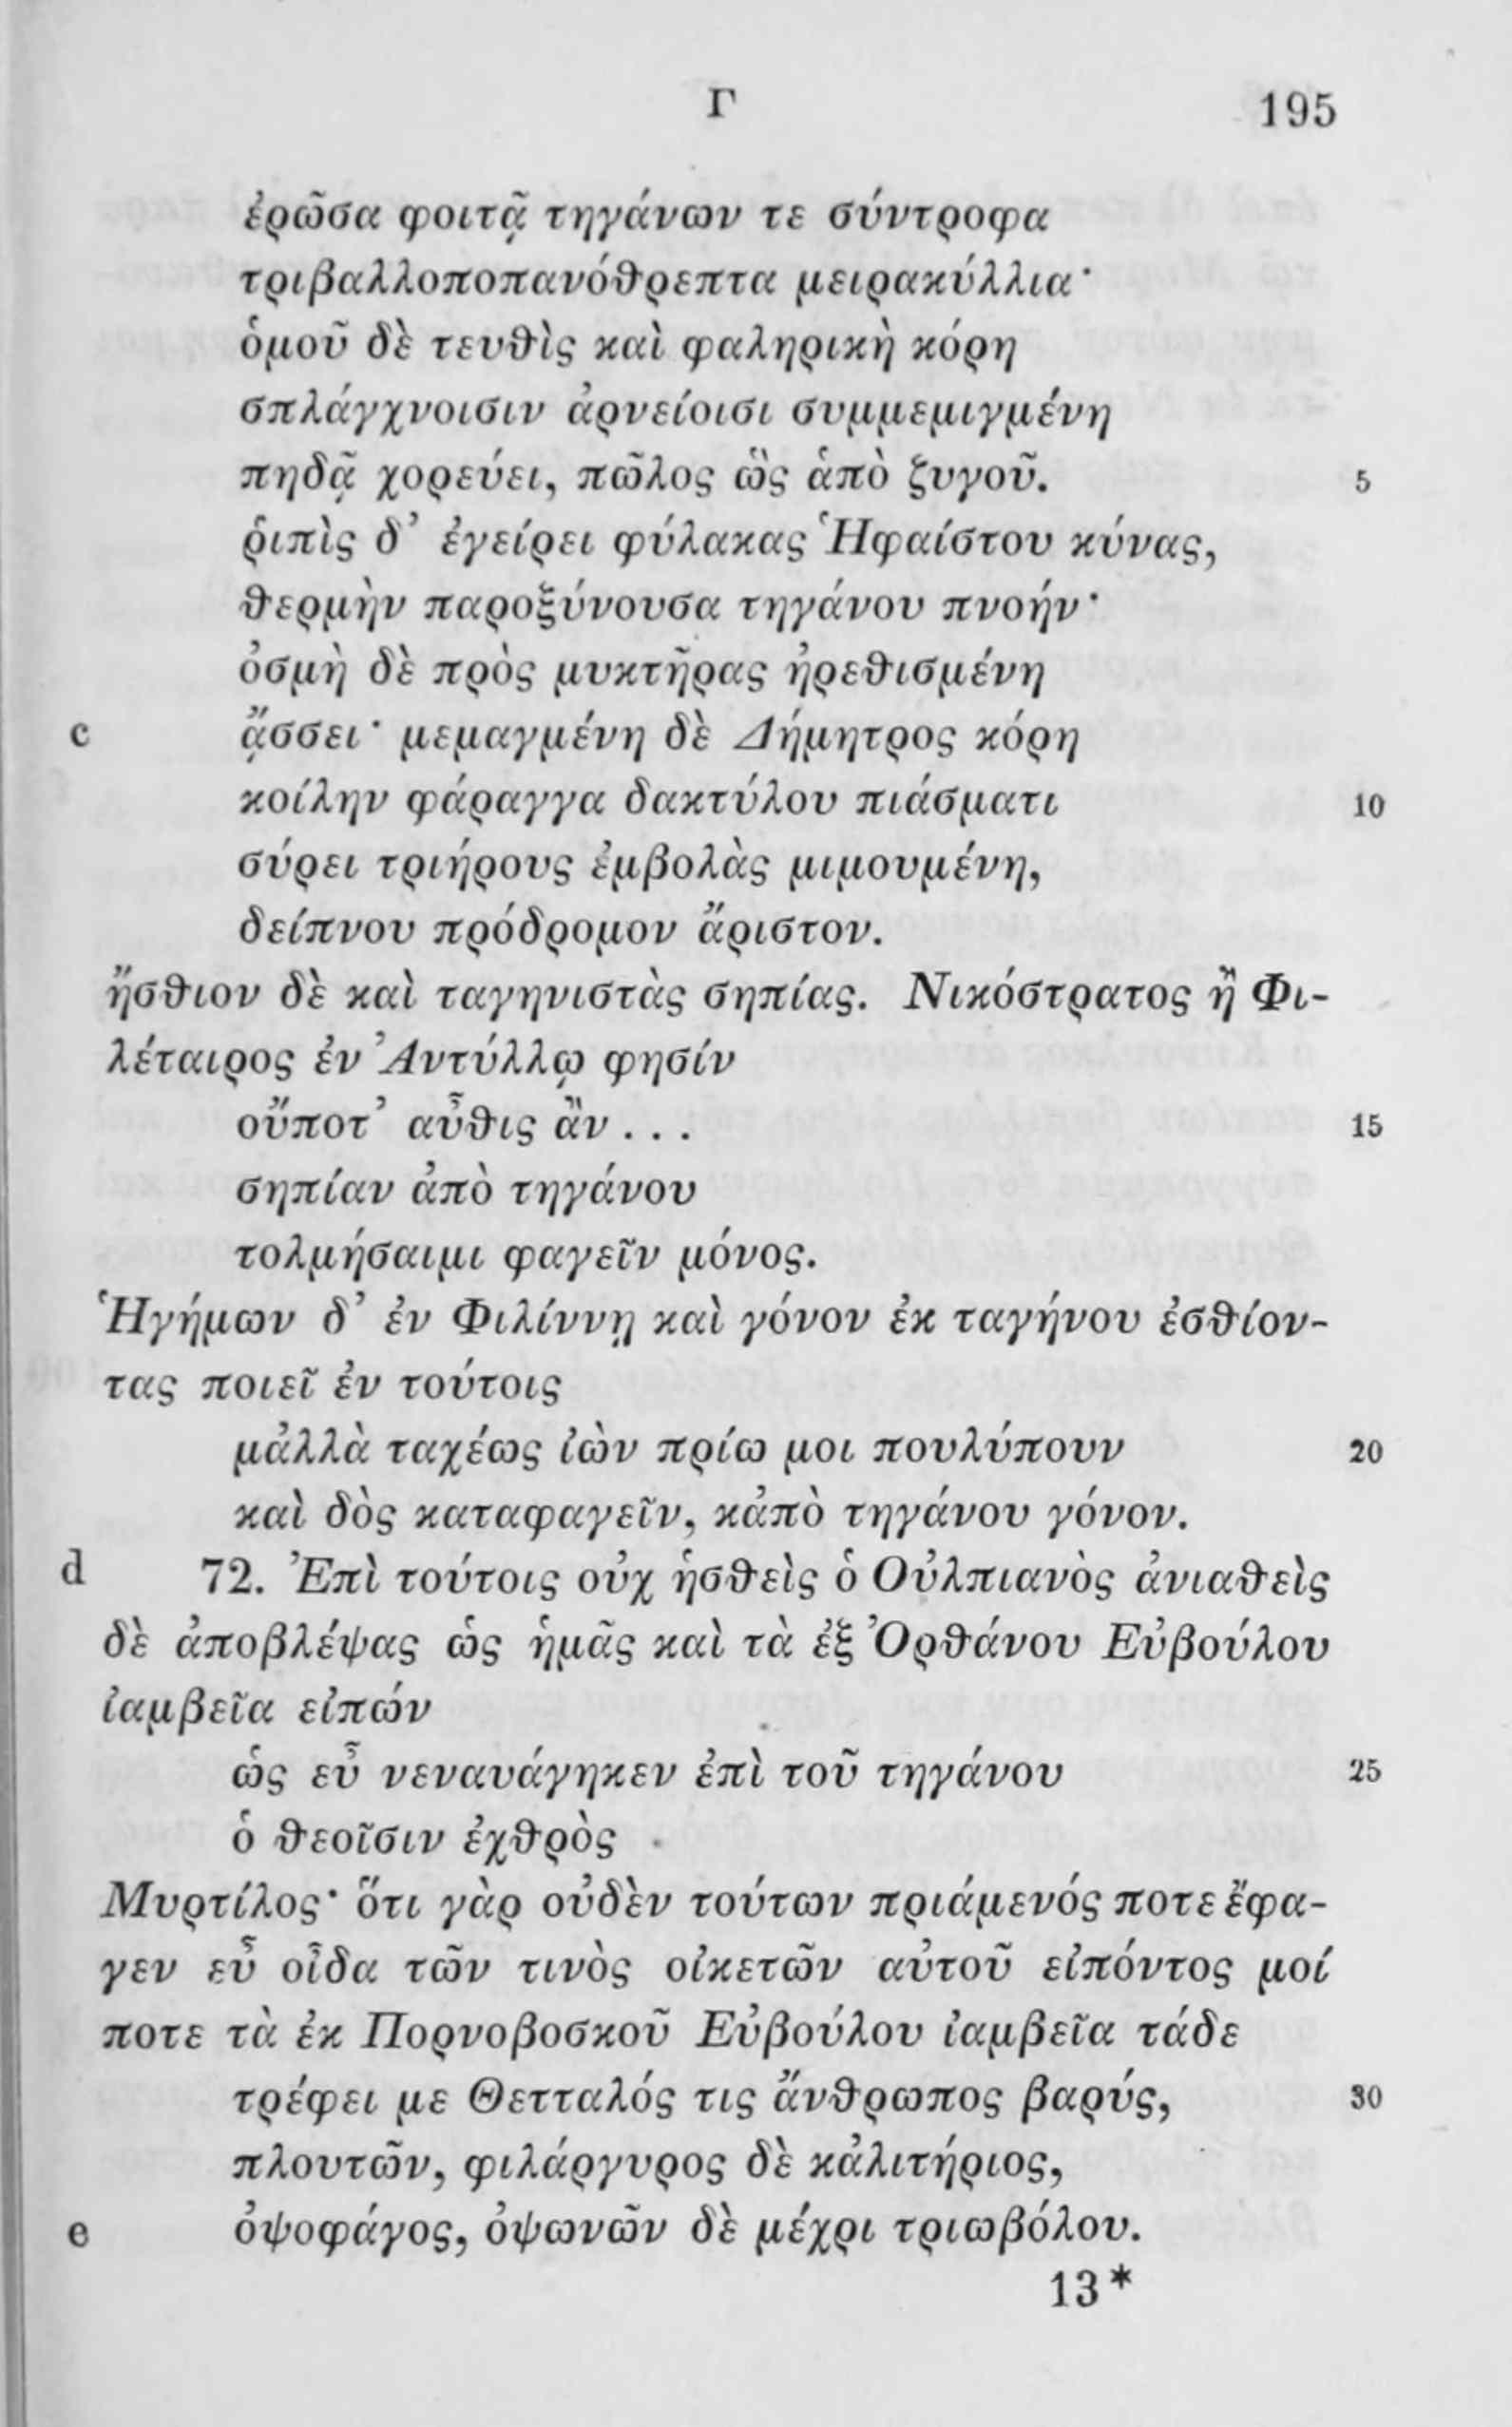 Γ 195
ἐρῶσα φοιτᾷ τηγάνων τε σύντροφα
τριβαλλοποπανόθρεπτα μειρακύλλια·
ὁμοῦ δὲ τευθὶς καὶ φαληρικὴ κόρη
σπλάγχνοισιν ἀρνείοισι συμμεμιγμένη
πηδᾷ χορεύει, πῶλος ὣς ἀπὸ ζυγοῦ. 5
ῥιπὶς δ’ ἐγείρει φύλακας Ἡφαίστου κύνας,
θερμὴν παροξύνουσα τηγάνου πνοήν·
ὀσμὴ δὲ πρὸς μυκτῆρας ἠρεθισμένη
c ᾄσσει· μεμαγμένη δὲ Δήμητρος κόρη
κοίλην φάραγγα δακτύλου πιάσματι 10
σύρει τριήρους ἐμβολὰς μιμουμένη,
δείπνου πρόδρομον ἄριστον.
ἤσθιον δὲ καὶ ταγηνιστὰς σηπίας. Νικόστρατος ἢ Φι-
λέταιρος ἐν Ἀντύλλῳ φησίν
οὔποτ’ αὖθις ἂν . . . 15
σηπίαν ἀπὸ τηγάνου
τολμήσαιμι φαγεῖν μόνος.
Ἡγήμων δ’ ἐν Φιλίννῃ καὶ γόνον ἐκ ταγήνου ἐσθίον-
τας ποιεῖ ἐν τούτοις
μἀλλὰ ταχέως ἰὼν πρίω μοι πουλύπουν 20
καὶ δὸς καταφαγεῖν, κἀπὸ τηγάνου γόνον.
d 72. Ἐπὶ τούτοις οὐχ ἡσθεὶς ὁ Οὐλπιανὸς ἀνιαθεὶς
δὲ ἀποβλέψας ὡς ἡμᾶς καὶ τὰ ἐξ Ὀρθάνου Εὐβούλου
ἰαμβεῖα εἰπών
ὡς εὖ νεναυάγηκεν ἐπὶ τοῦ τηγάνου 25
ὁ θεοῖσιν ἐχθρὸς
Μυρτίλος· ὅτι γὰρ οὐδὲν τούτων πριάμενός ποτε ἔφα-
γεν εὖ οἶδα τῶν τινὸς οἰκετῶν αὐτοῦ εἰπόντος μοί
ποτε τὰ ἐκ Πορνοβοσκοῦ Εὐβούλου ἰαμβεῖα τάδε
τρέφει με Θετταλός τις ἄνθρωπος βαρύς, 30
πλουτῶν, φιλάργυρος δὲ κἀλιτήριος,
e ὀψοφάγος, ὀψωνῶν δὲ μέχρι τριωβόλου.
13*